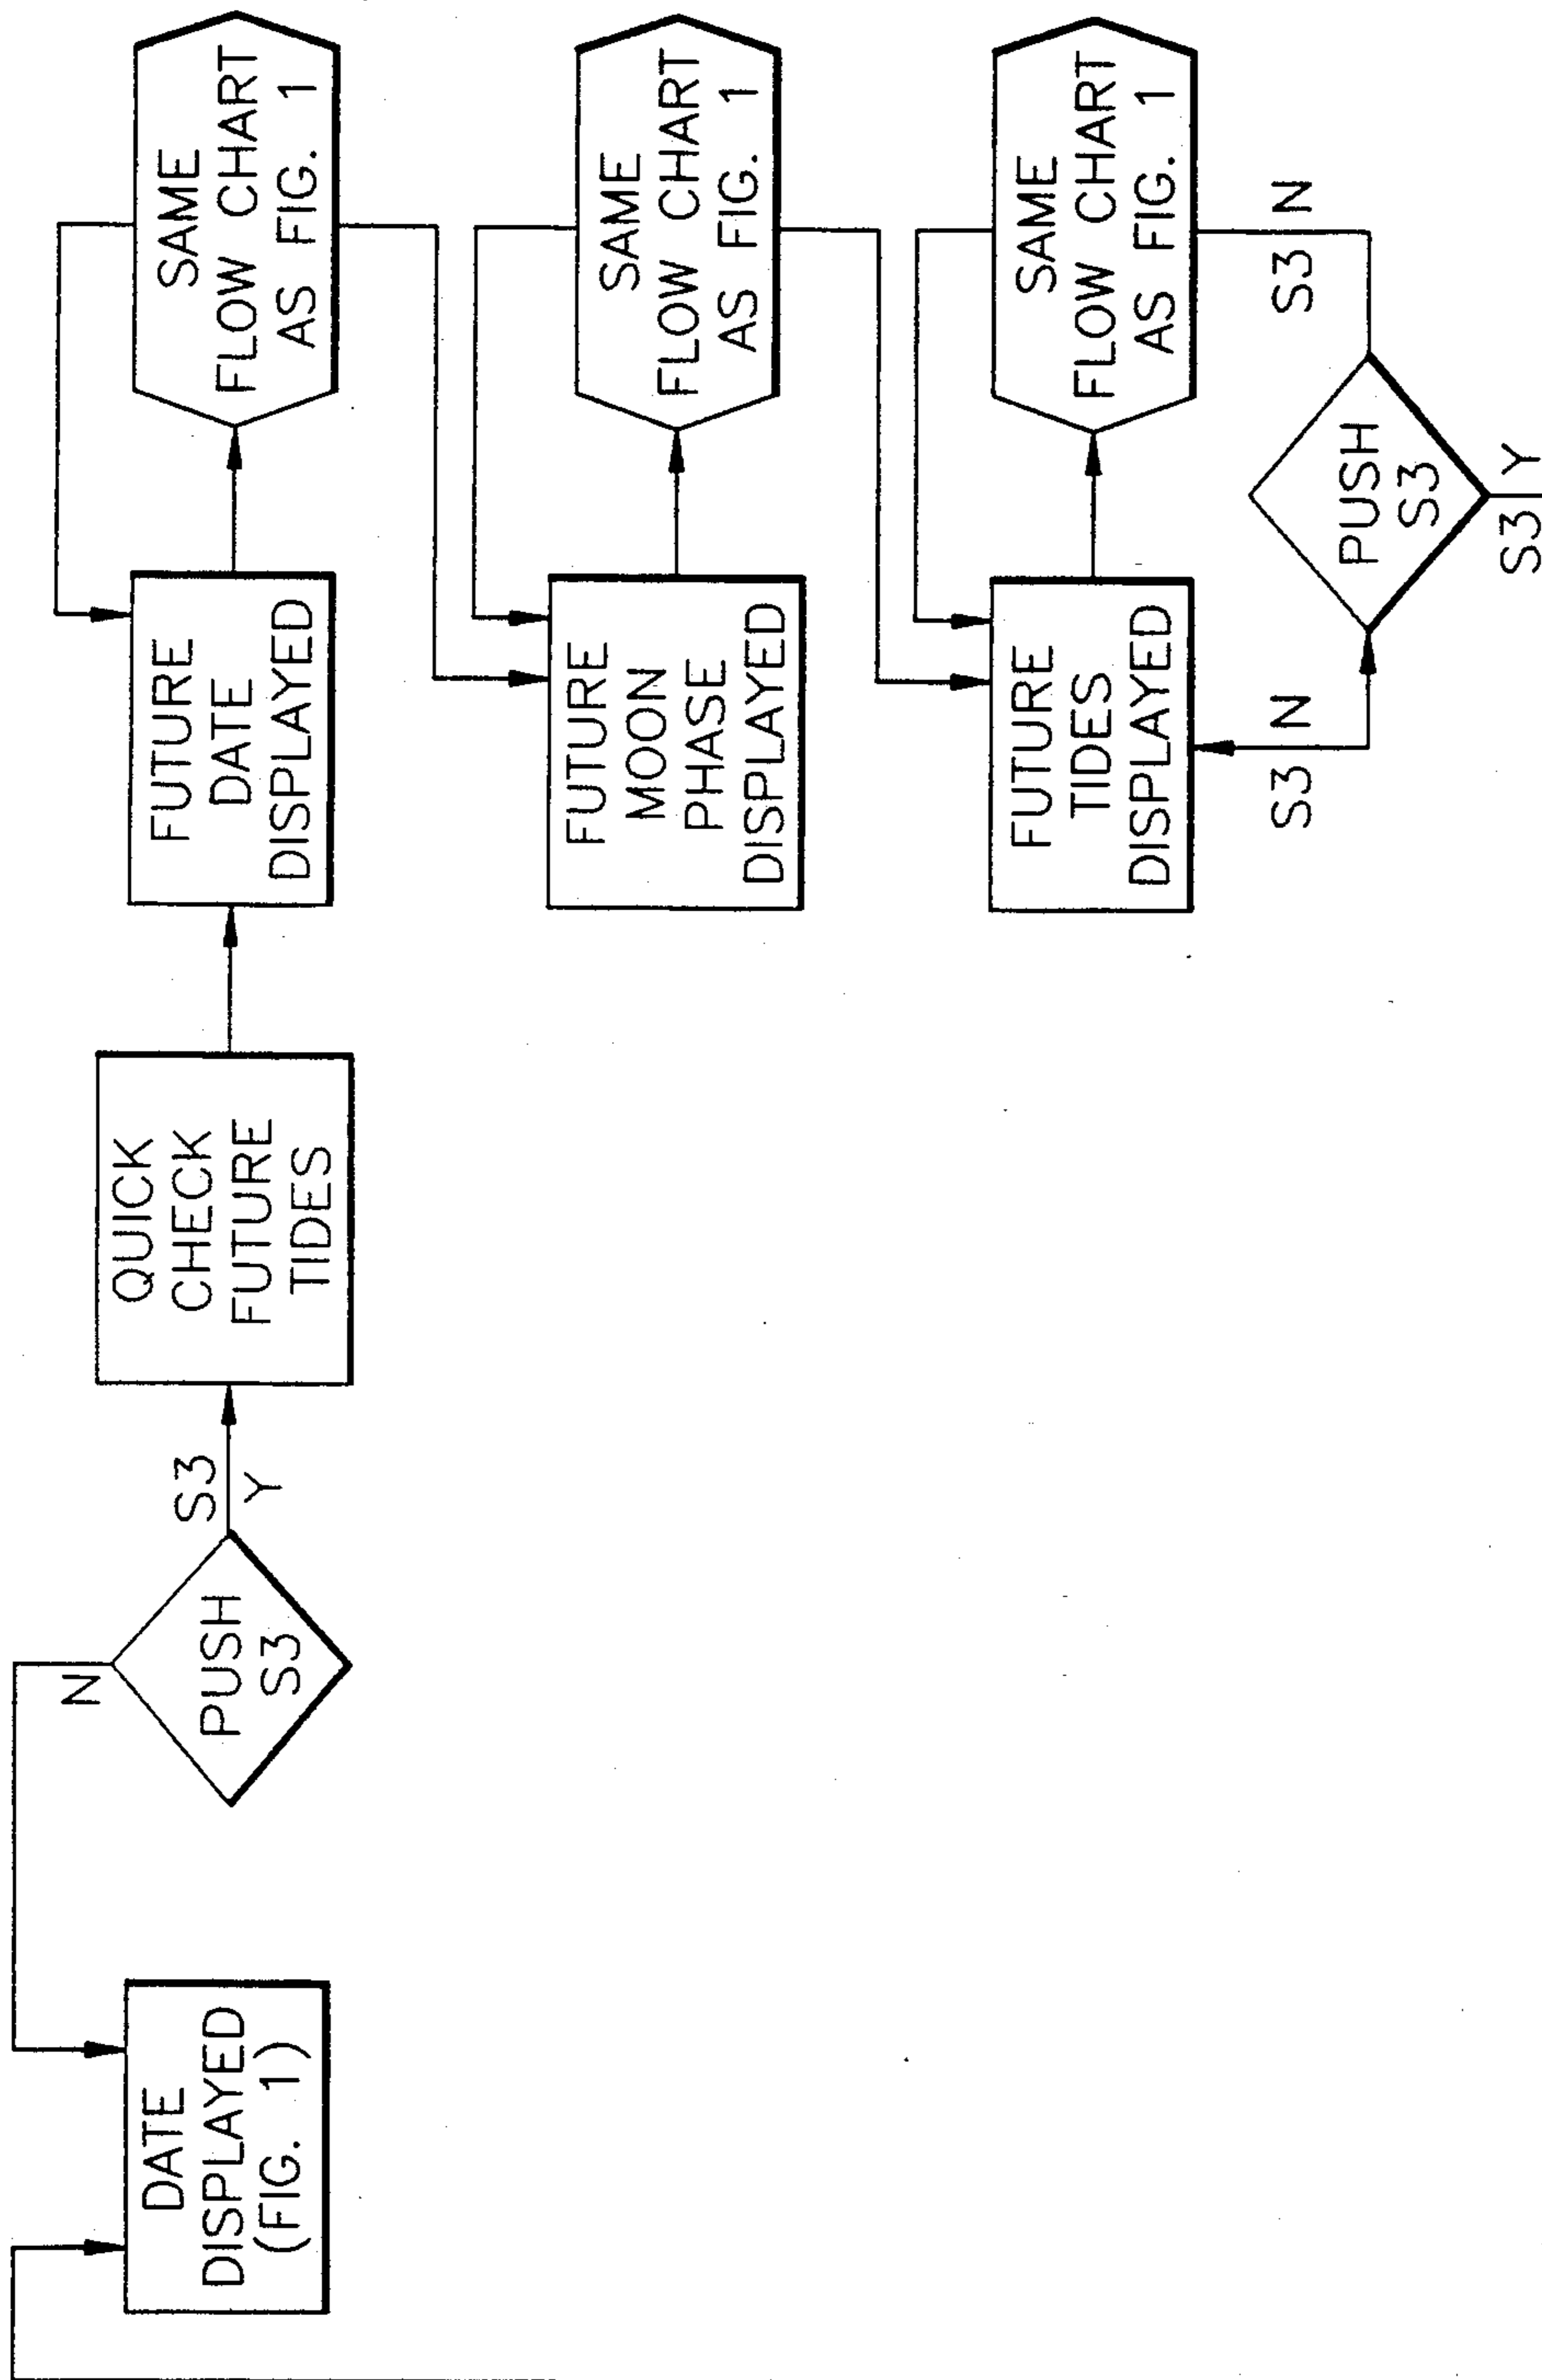 DATE
DISPLAYED
(FIG. 1)
N
PUSH
S3
S3
Y
QUICK
CHECK
FUTURE
TIDES
FUTURE
DATE
DISPLAYED
SAME
FLOW CHART
AS FIG. 1
FUTURE
MOON
PHASE
DISPLAYED
SAME
FLOW CHART
AS FIG. 1
FUTURE
TIDES
DISPLAYED
SAME
FLOW CHART
AS FIG. 1
S3 N
PUSH
S3
S3 N
S3 Y